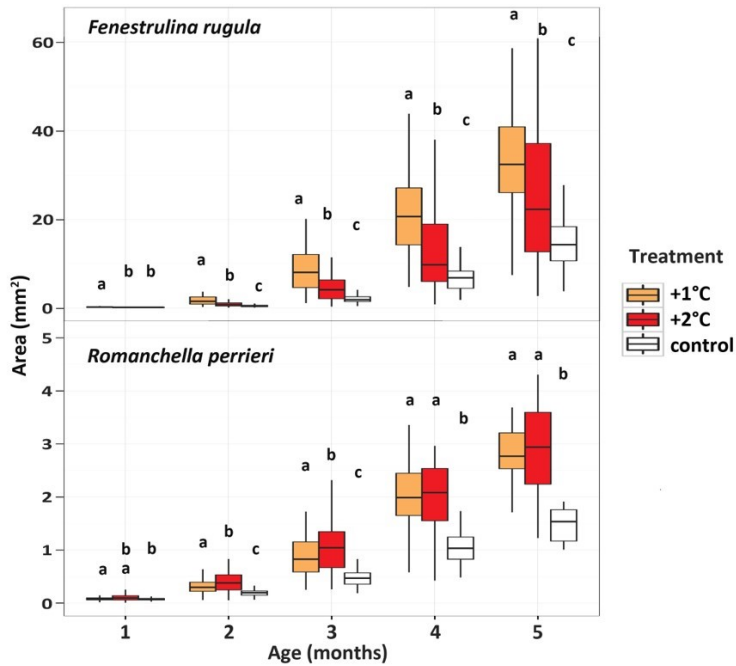 Fenestrulina rugula
60
40
20
0
a b b
a b c
a b c
a b c
a b c
Area (mm²)
Romanchella perrieri
5
4
3
2
1
0
b b
a a
a b c
a b c
a a b
a a b
1 2 3 4 5
Age (months)
Treatment
+1°C
+2°C
control